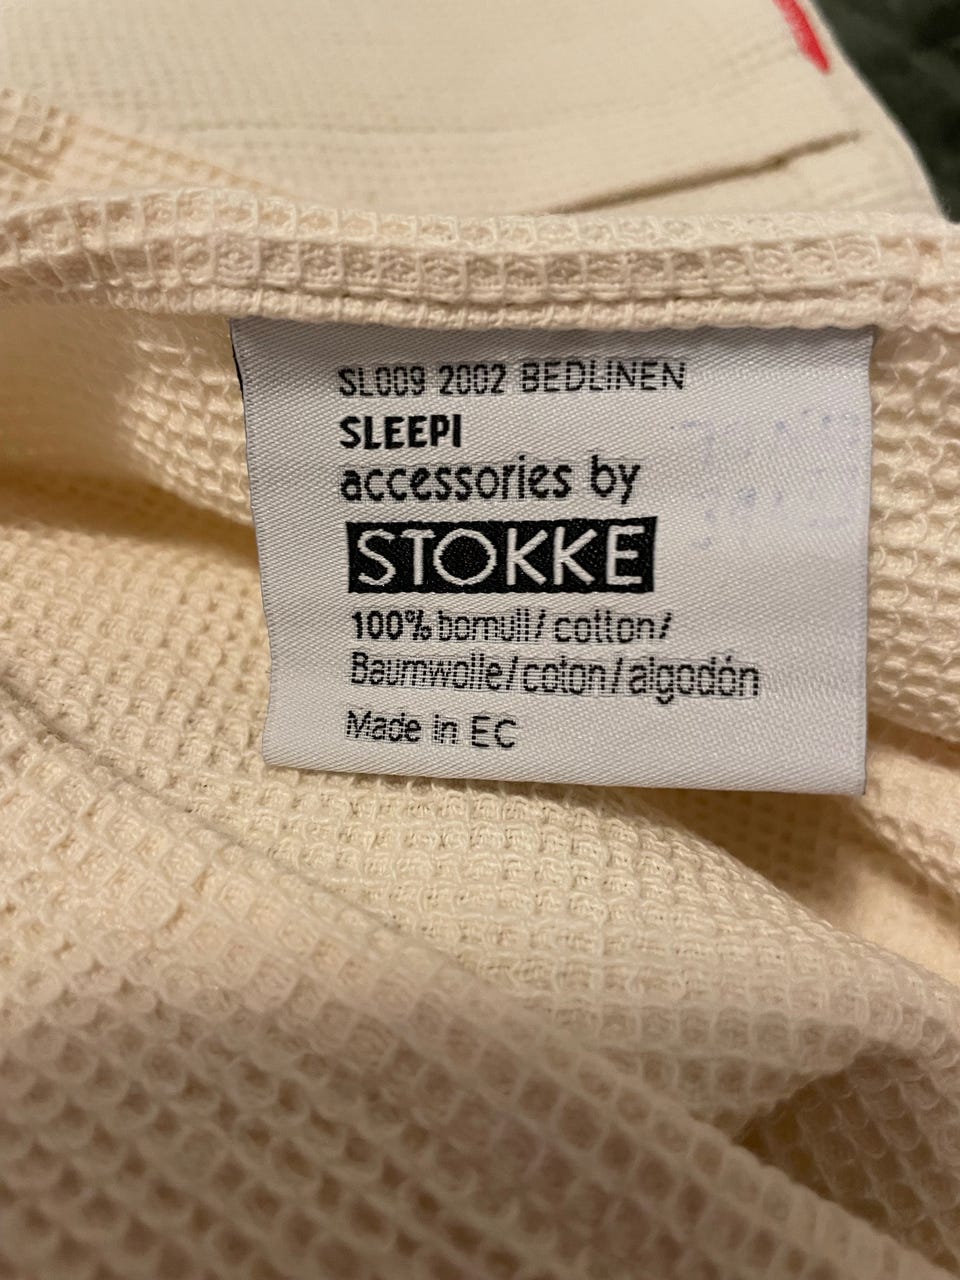 SL009 2002 BEDLINEN
SLEEPI
accessories by
STOKKE
100% bomull/cotton/
Baumwolle/coton/algodón
Made in EC